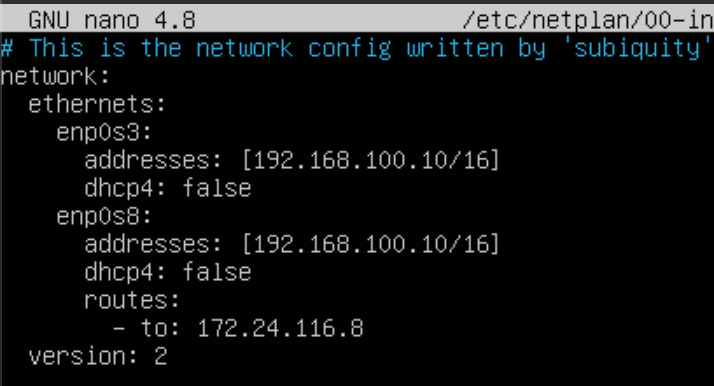 GNU nano 4.8 /etc/netplan/00-in
# This is the network config written by 'subiquity'
network:
  ethernets:
    enp0s3:
      addresses: [192.168.100.10/16]
      dhcp4: false
    enp0s8:
      addresses: [192.168.100.10/16]
      dhcp4: false
      routes:
        - to: 172.24.116.8
  version: 2